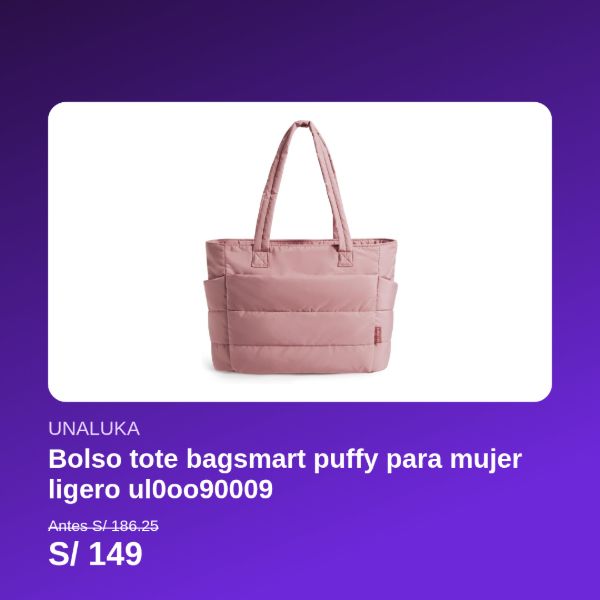 UNALUKA
Bolso tote bagsmart puffy para mujer
ligero ul0oo90009
Antes S/ 186.25
S/ 149